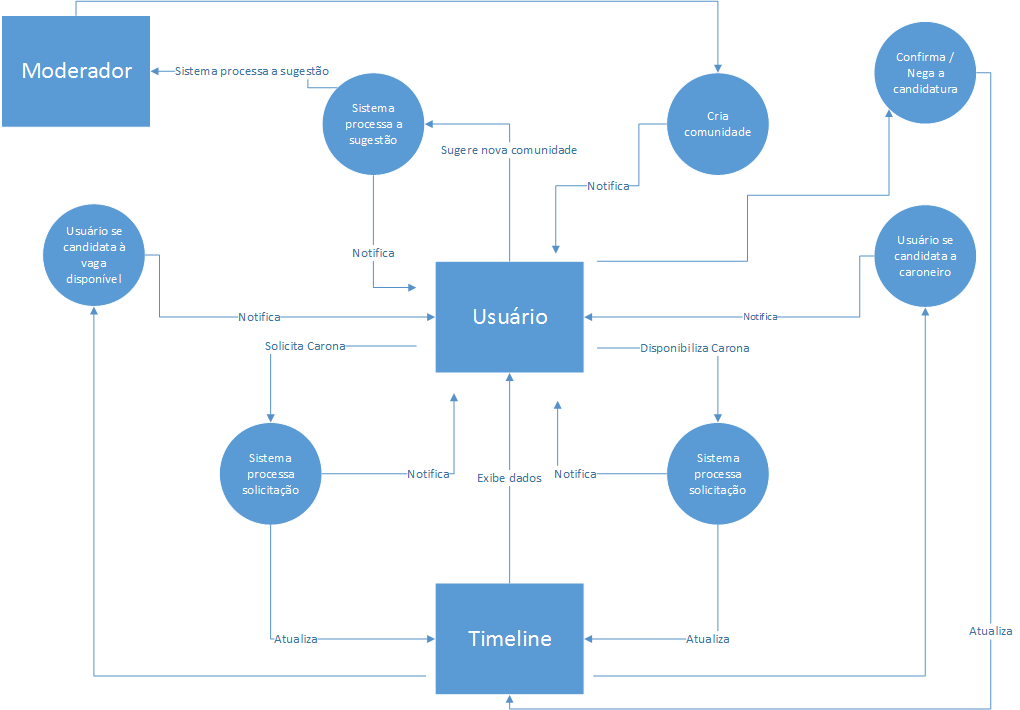 Moderador
Sistema processa a sugestão
Sistema
processa a
sugestão
Cria
comunidade
Confirma /
Nega a
candidatura
Sugere nova comunidade
Notifica
Usuário se
candidata à
vaga
disponível
Notifica
Usuário se
candidata a
caroneiro
Notifica
Usuário
Notifica
Solicita Carona
Disponibiliza Carona
Sistema
processa
solicitação
Notifica
Exibe dados
Notifica
Sistema
processa
solicitação
Atualiza
Timeline
Atualiza
Atualiza